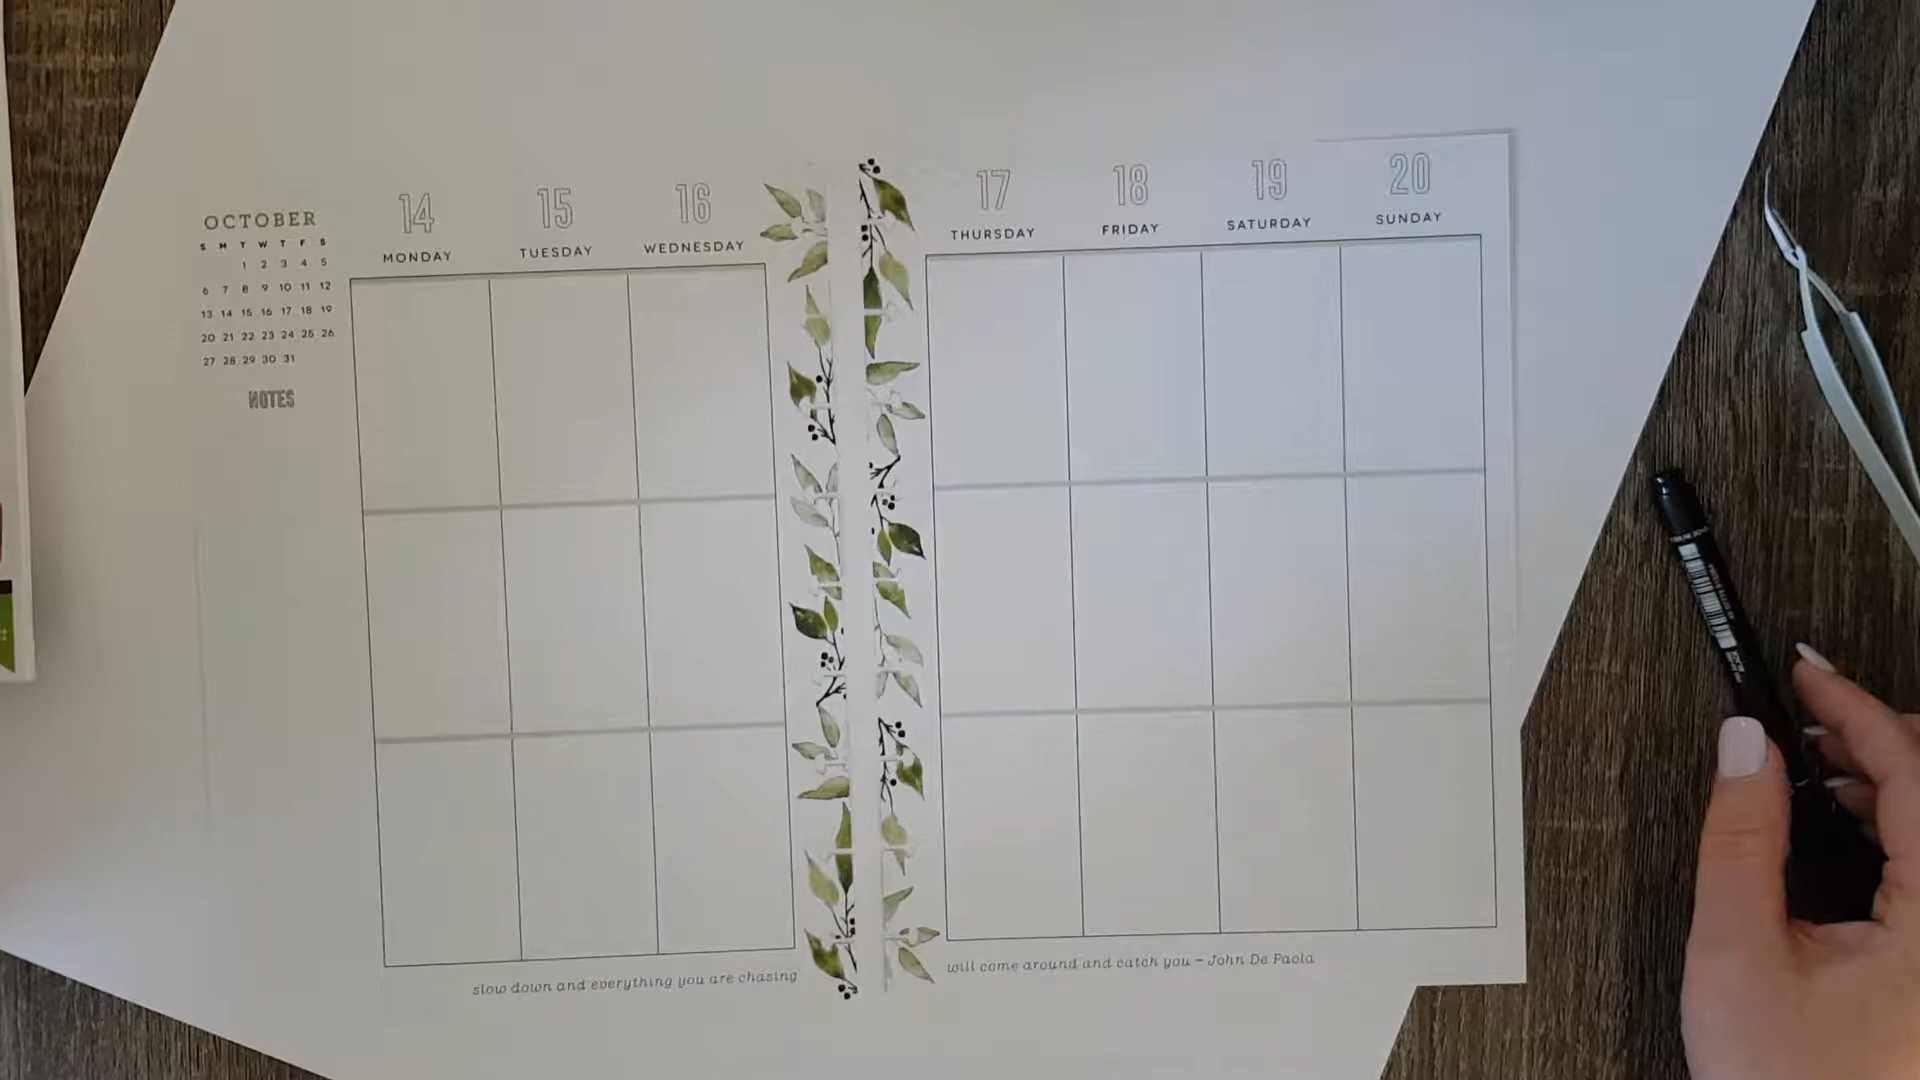 OCTOBER
S M T W T F S
1 2 3 4 5
6 7 8 9 10 11 12
13 14 15 16 17 18 19
20 21 22 23 24 25 26
27 28 29 30 31
NOTES
14
MONDAY
15
TUESDAY
16
WEDNESDAY
17
THURSDAY
18
FRIDAY
19
SATURDAY
20
SUNDAY
slow down and everything you are chasing
will come around and catch you - John De Paola